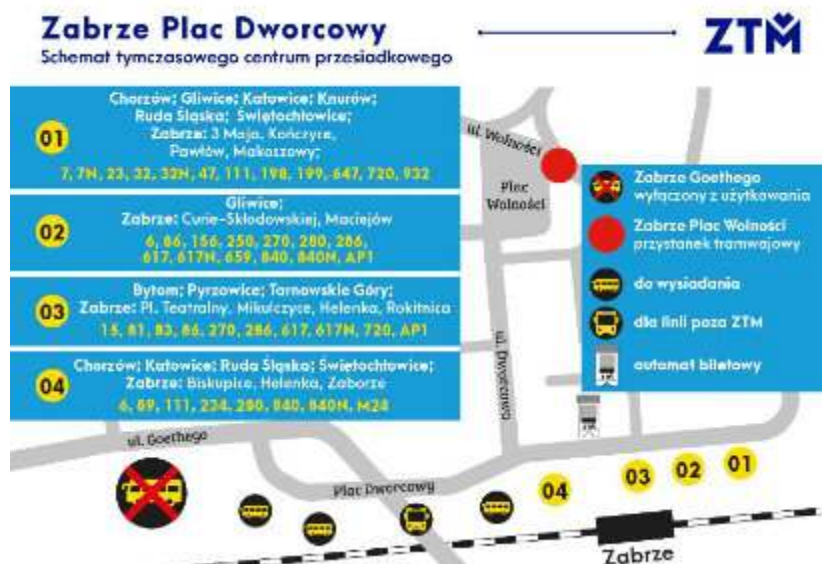 Zabrze Plac Dworcowy
Schemat tymczasowego centrum przesiadkowego
ZTM
01
Chorzów; Gliwice; Katowice; Knurów;
Ruda Śląska; Świętochłowice;
Zabrze: 3 Maja, Kończyce,
Pawłów, Makoszowy;
7, 7N, 23, 32, 32N, 47, 111, 198, 199, 647, 720, 932
02
Gliwice;
Zabrze: Curie-Skłodowskiej, Maciejów
6, 86, 156, 250, 270, 280, 286,
617, 617N, 659, 840, 840N, AP1
03
Bytom; Pyrzowice; Tarnowskie Góry;
Zabrze: Pl. Teatralny, Mikulczyce, Helenka, Rokitnica
15, 81, 83, 86, 270, 286, 617, 617N, 720, AP1
04
Chorzów; Katowice; Ruda Śląska; Świetochłowice;
Zabrze: Biskupice, Helenka, Zaborze
6, 89, 111, 234, 280, 840, 840N, M24
ul. Wolności
Plac
Wolności
Zabrze Goethego
wyłączony z użytkowania
Zabrze Plac Wolności
przystanek tramwajowy
do wysiadania
dla linii poza ZTM
automat biletowy
ul. Dworcowa
ul. Goethego
Plac Dworcowy
04
03
02
01
Zabrze